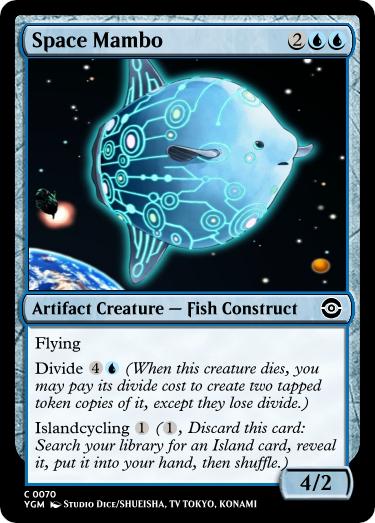 Space Mambo 2
Artifact Creature — Fish Construct
Flying
Divide 4 (When this creature dies, you
may pay its divide cost to create two tapped
token copies of it, except they lose divide.)
Islandcycling 1 (1, Discard this card:
Search your library for an Island card, reveal
it, put it into your hand, then shuffle.)
4/2
C 0070
YGM Studio Dice/SHUEISHA, TV TOKYO, KONAMI